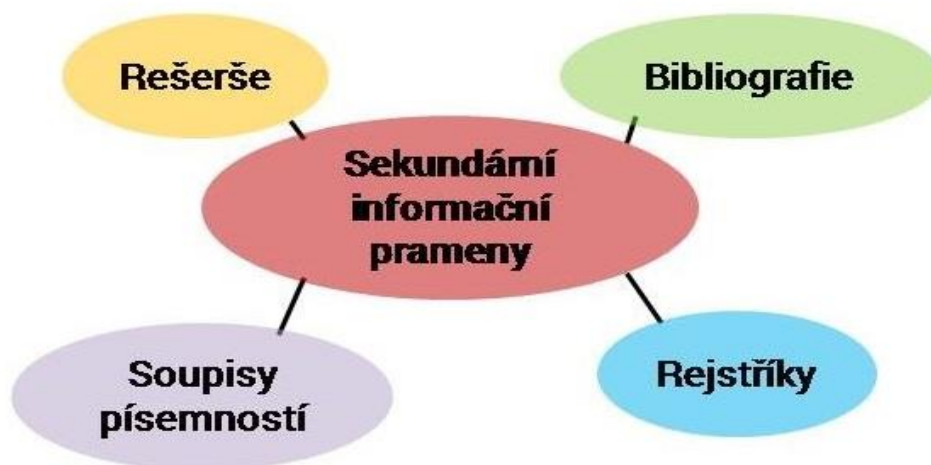 Rešerše
Bibliografie
Sekundární
informační
prameny
Soupisy
písemností
Rejstříky